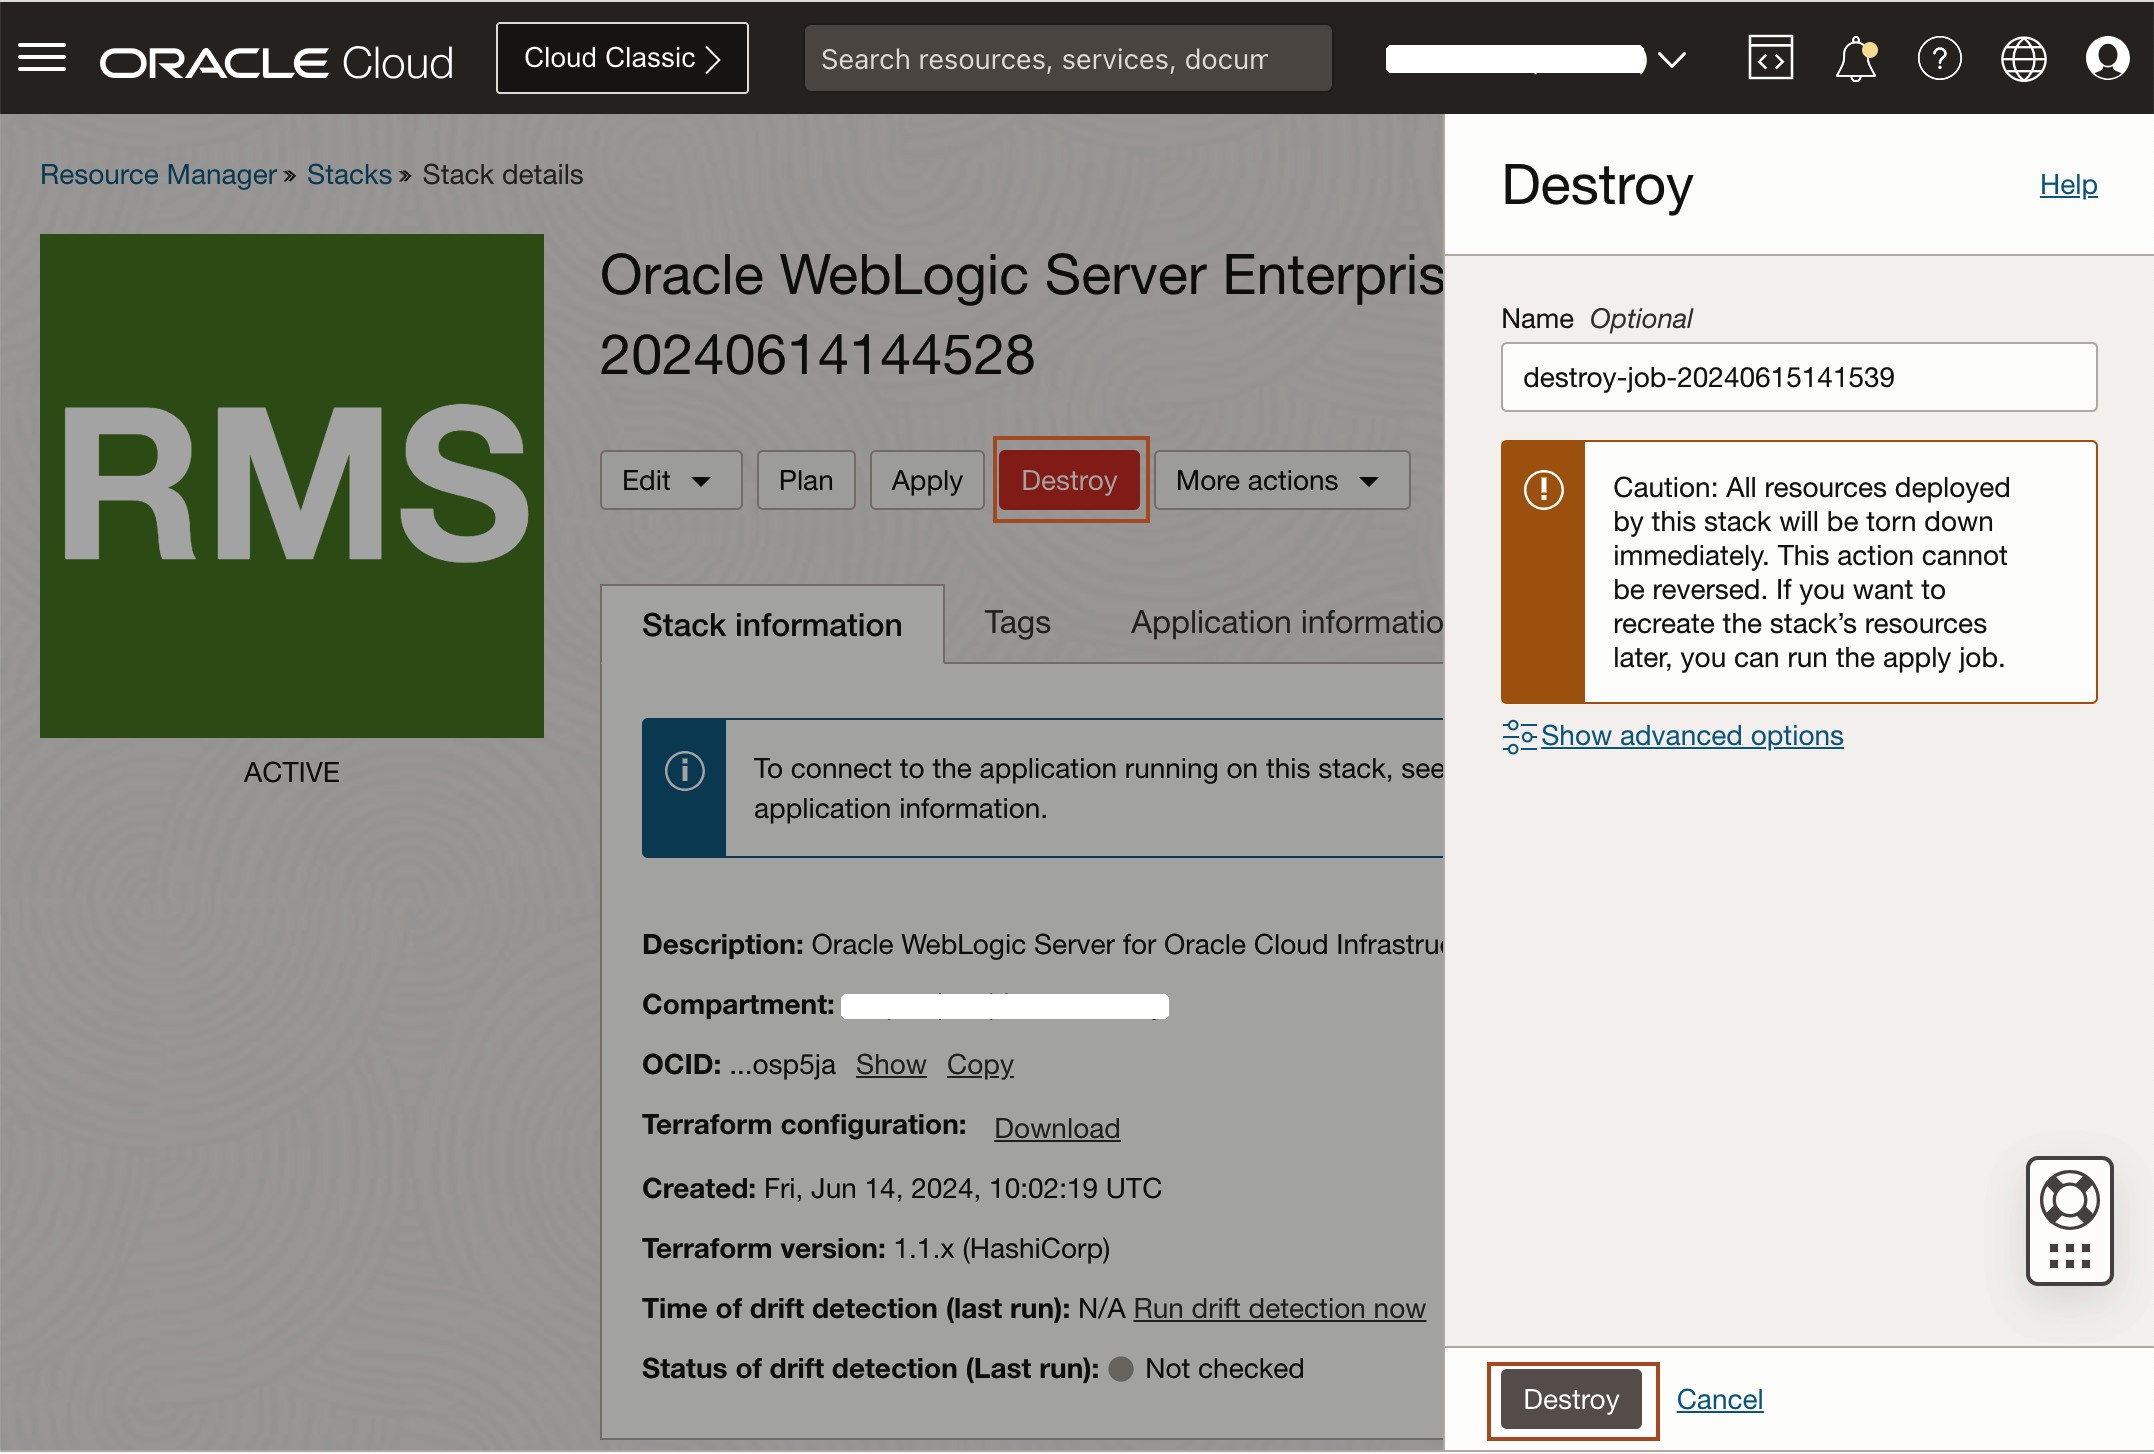 ORACLE Cloud
Cloud Classic
Search resources, services, docum
Resource Manager » Stacks » Stack details
RMS
ACTIVE
Oracle WebLogic Server Enterpris
20240614144528
Edit
Plan
Apply
Destroy
More actions
Stack information
Tags
Application informatio
To connect to the application running on this stack, see
application information.
Description: Oracle WebLogic Server for Oracle Cloud Infrastru
Compartment:
OCID: ...osp5ja Show Copy
Terraform configuration: Download
Created: Fri, Jun 14, 2024, 10:02:19 UTC
Terraform version: 1.1.x (HashiCorp)
Time of drift detection (last run): N/A Run drift detection now
Status of drift detection (Last run): Not checked
Destroy
Help
Name Optional
destroy-job-20240615141539
Caution: All resources deployed
by this stack will be torn down
immediately. This action cannot
be reversed. If you want to
recreate the stack’s resources
later, you can run the apply job.
Show advanced options
Destroy
Cancel